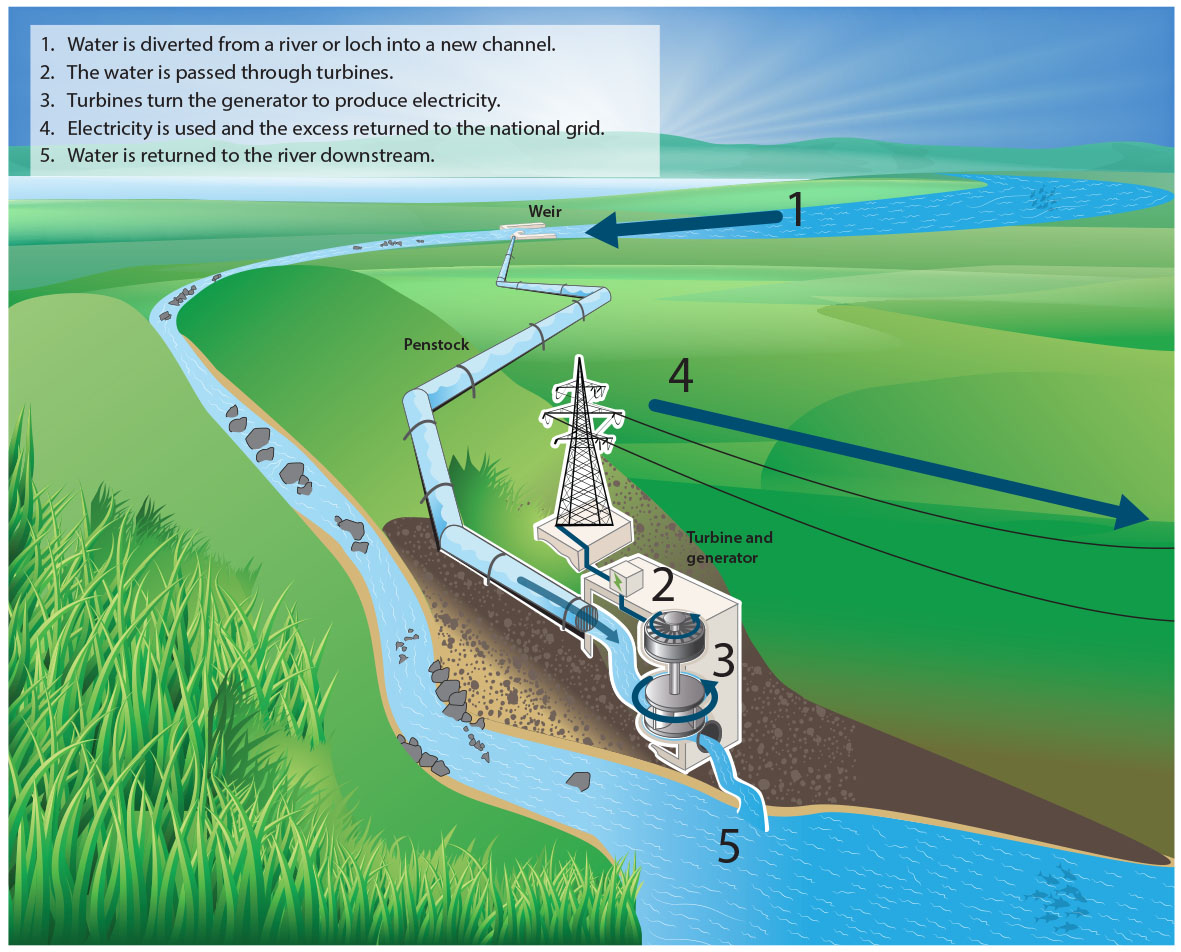 1. Water is diverted from a river or loch into a new channel.
2. The water is passed through turbines.
3. Turbines turn the generator to produce electricity.
4. Electricity is used and the excess returned to the national grid.
5. Water is returned to the river downstream.
1
Weir
Penstock
4
Turbine and
generator
2
3
5